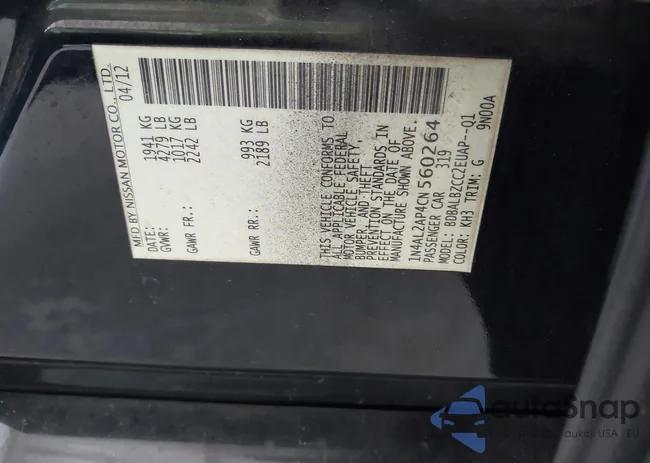 MFD BY NISSAN MOTOR CO., LTD.
DATE: 04/12
GVWR: 1941 KG
4279 LB
GAWR FR: 1017 KG
2242 LB
GAWR RR: 993 KG
2189 LB
THIS VEHICLE CONFORMS TO
ALL APPLICABLE FEDERAL
MOTOR VEHICLE SAFETY,
BUMPER, AND THEFT
PREVENTION STANDARDS IN
EFFECT ON THE DATE OF
MANUFACTURE SHOWN ABOVE.
1N4AL2AP4CN560264
PASSENGER CAR 319
MODEL: BDBALBZCC2EUAP--Q1
COLOR: KH3 TRIM: G 9N00A
autoSnap
aukcji USA · EU